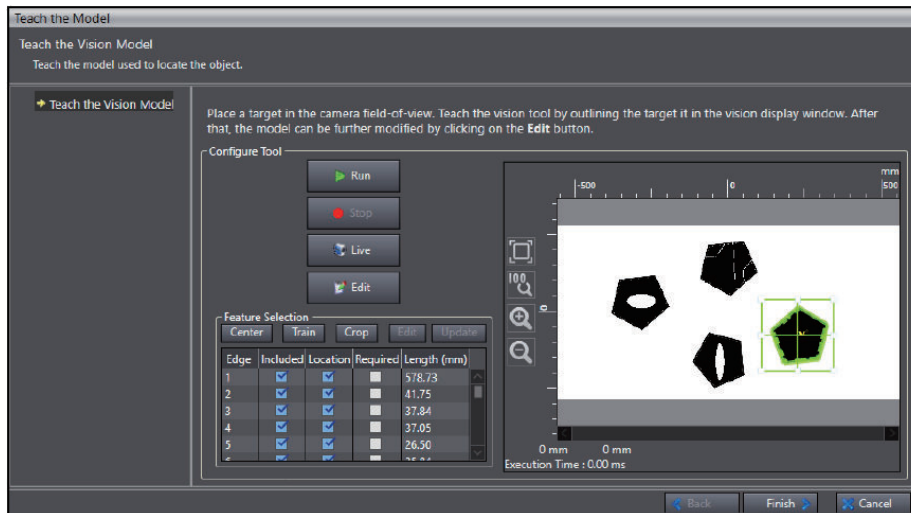 Teach the Model
Teach the Vision Model
Teach the model used to locate the object.
Teach the Vision Model
Place a target in the camera field-of-view. Teach the vision tool by outlining the target it in the vision display window. After
that, the model can be further modified by clicking on the Edit button.
Configure Tool
Run
Stop
Live
Edit
Feature Selection
Center Train Crop Edit Update
Edge Included Location Required Length (mm)
1 578.73
2 41.75
3 37.84
4 37.05
5 26.50
mm
-500 0 500
100
0
0 mm 0 mm
Execution Time : 0.00 ms
Back Finish Cancel